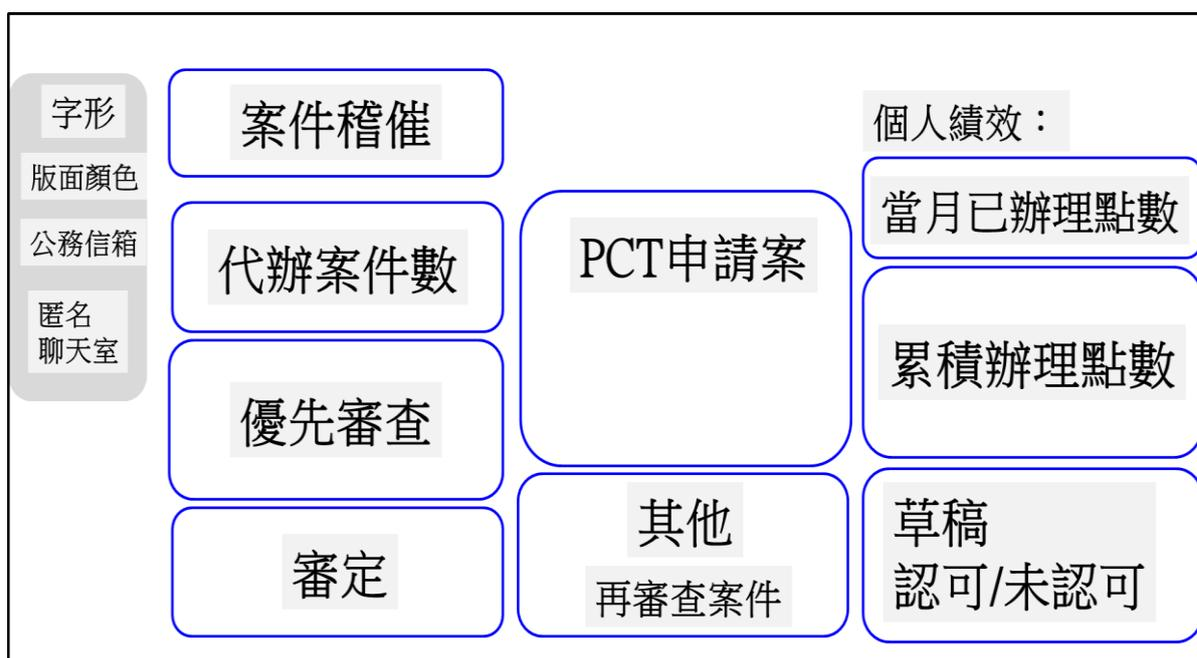 字形
版面顏色
公務信箱
匿名
聊天室
案件稽催
代辦案件數
優先審查
審定
PCT申請案
其他
再審查案件
個人績效：
當月已辦理點數
累積辦理點數
草稿
認可/未認可